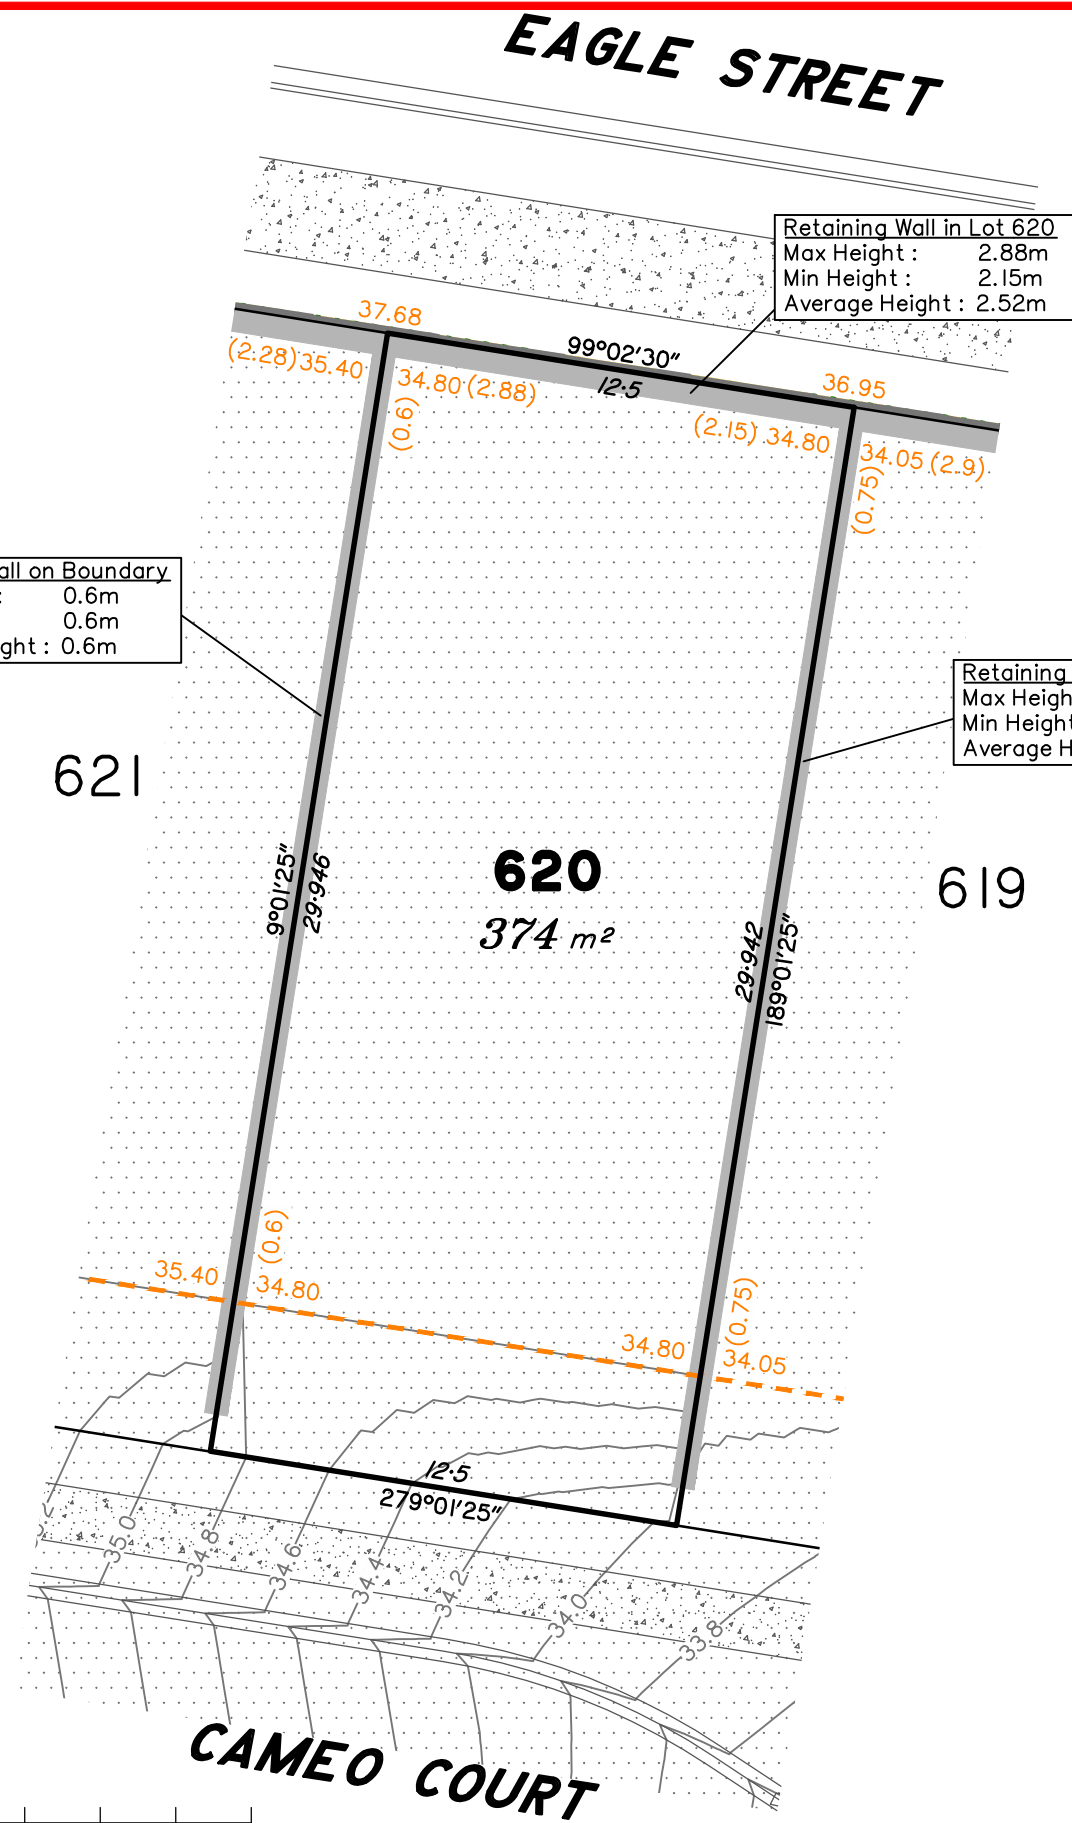 EAGLE STREET
Retaining Wall in Lot 620
Max Height : 2.88m
Min Height : 2.15m
Average Height : 2.52m
37.68
99°02'30"
12·5
36.95
(2.28) 35.40
34.80 (2.88)
(0.6)
(2.15) 34.80
34.05 (2.9)
(0.75)
all on Boundary
: 0.6m
0.6m
ght : 0.6m
Retaining
Max Heigh
Min Height
Average H
621
620
374 m²
619
9°01'25"
29·946
29·942
189°01'25"
(0.6)
35.40
34.80
(0.75)
34.80
34.05
12·5
279°01'25"
35.0
34.8
34.6
34.4
34.2
34.0
33.8
CAMEO COURT